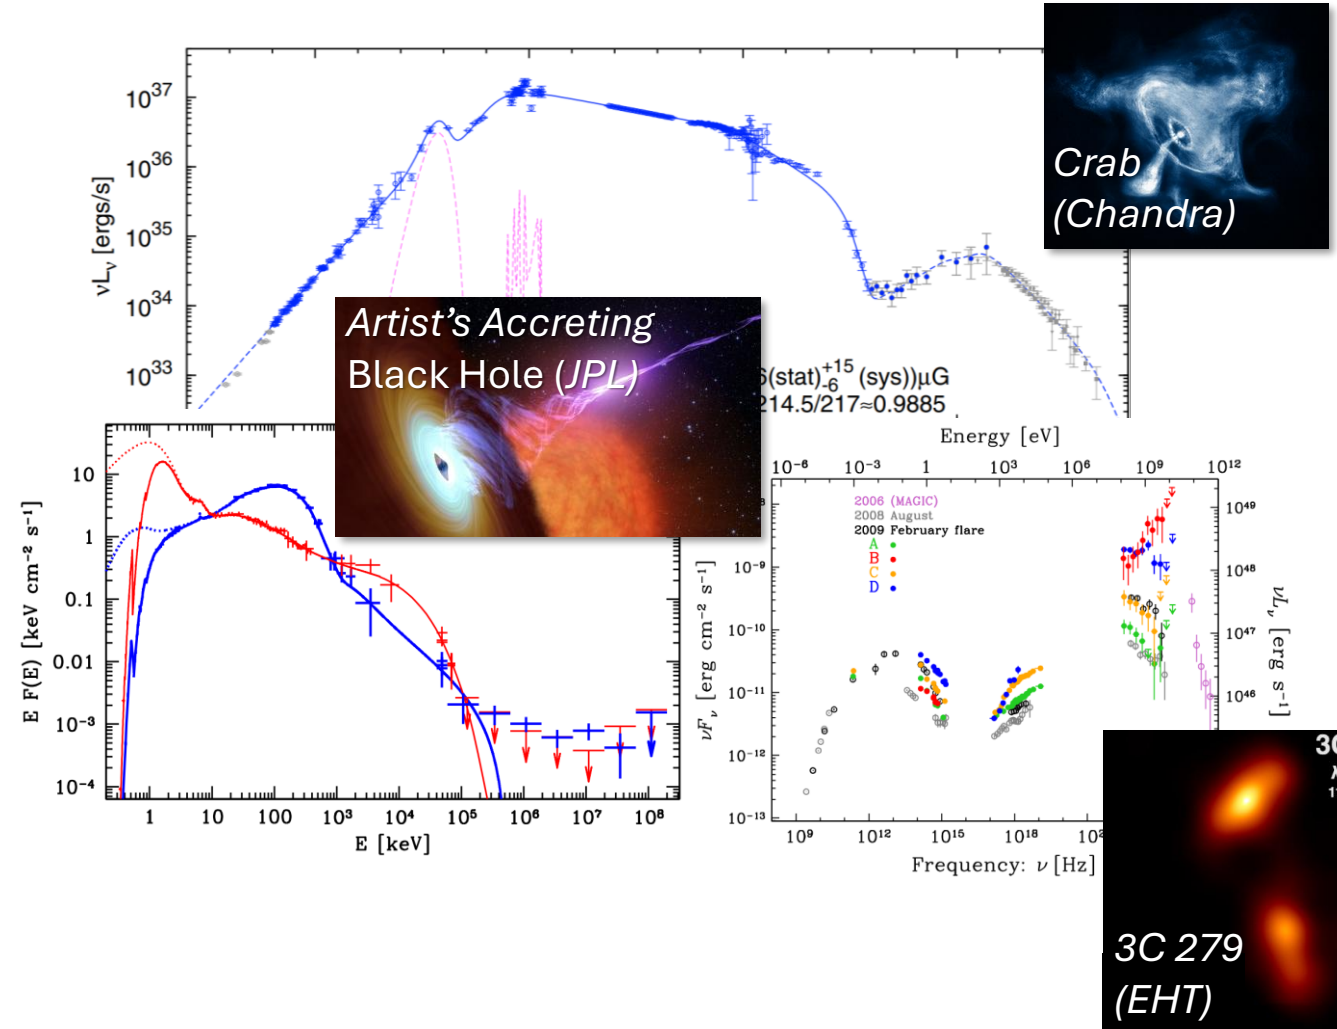 Crab
(Chandra)
νLν [ergs/s]
10^37
10^36
10^35
10^34
10^33
Artist's Accreting
Black Hole (JPL)
6(stat)+15-6 (sys))μG
214.5/217≈0.9885
E F(E) [keV cm−2 s−1]
10
1
0.1
0.01
10−3
10−4
1 10 100 10^3 10^4 10^5 10^6 10^7 10^8
E [keV]
Energy [eV]
10−6 10−3 1 10^3 10^6 10^9 10^12
2006 (MAGIC)
2008 August
2009 February flare
A
B
C
D
νFν [erg cm−2 s−1]
10−9
10−10
10−11
10−12
10−13
10^49
10^48
10^47
10^46
νLν [erg s−1]
10^9 10^12 10^15 10^18
Frequency: ν [Hz]
3C 279
(EHT)